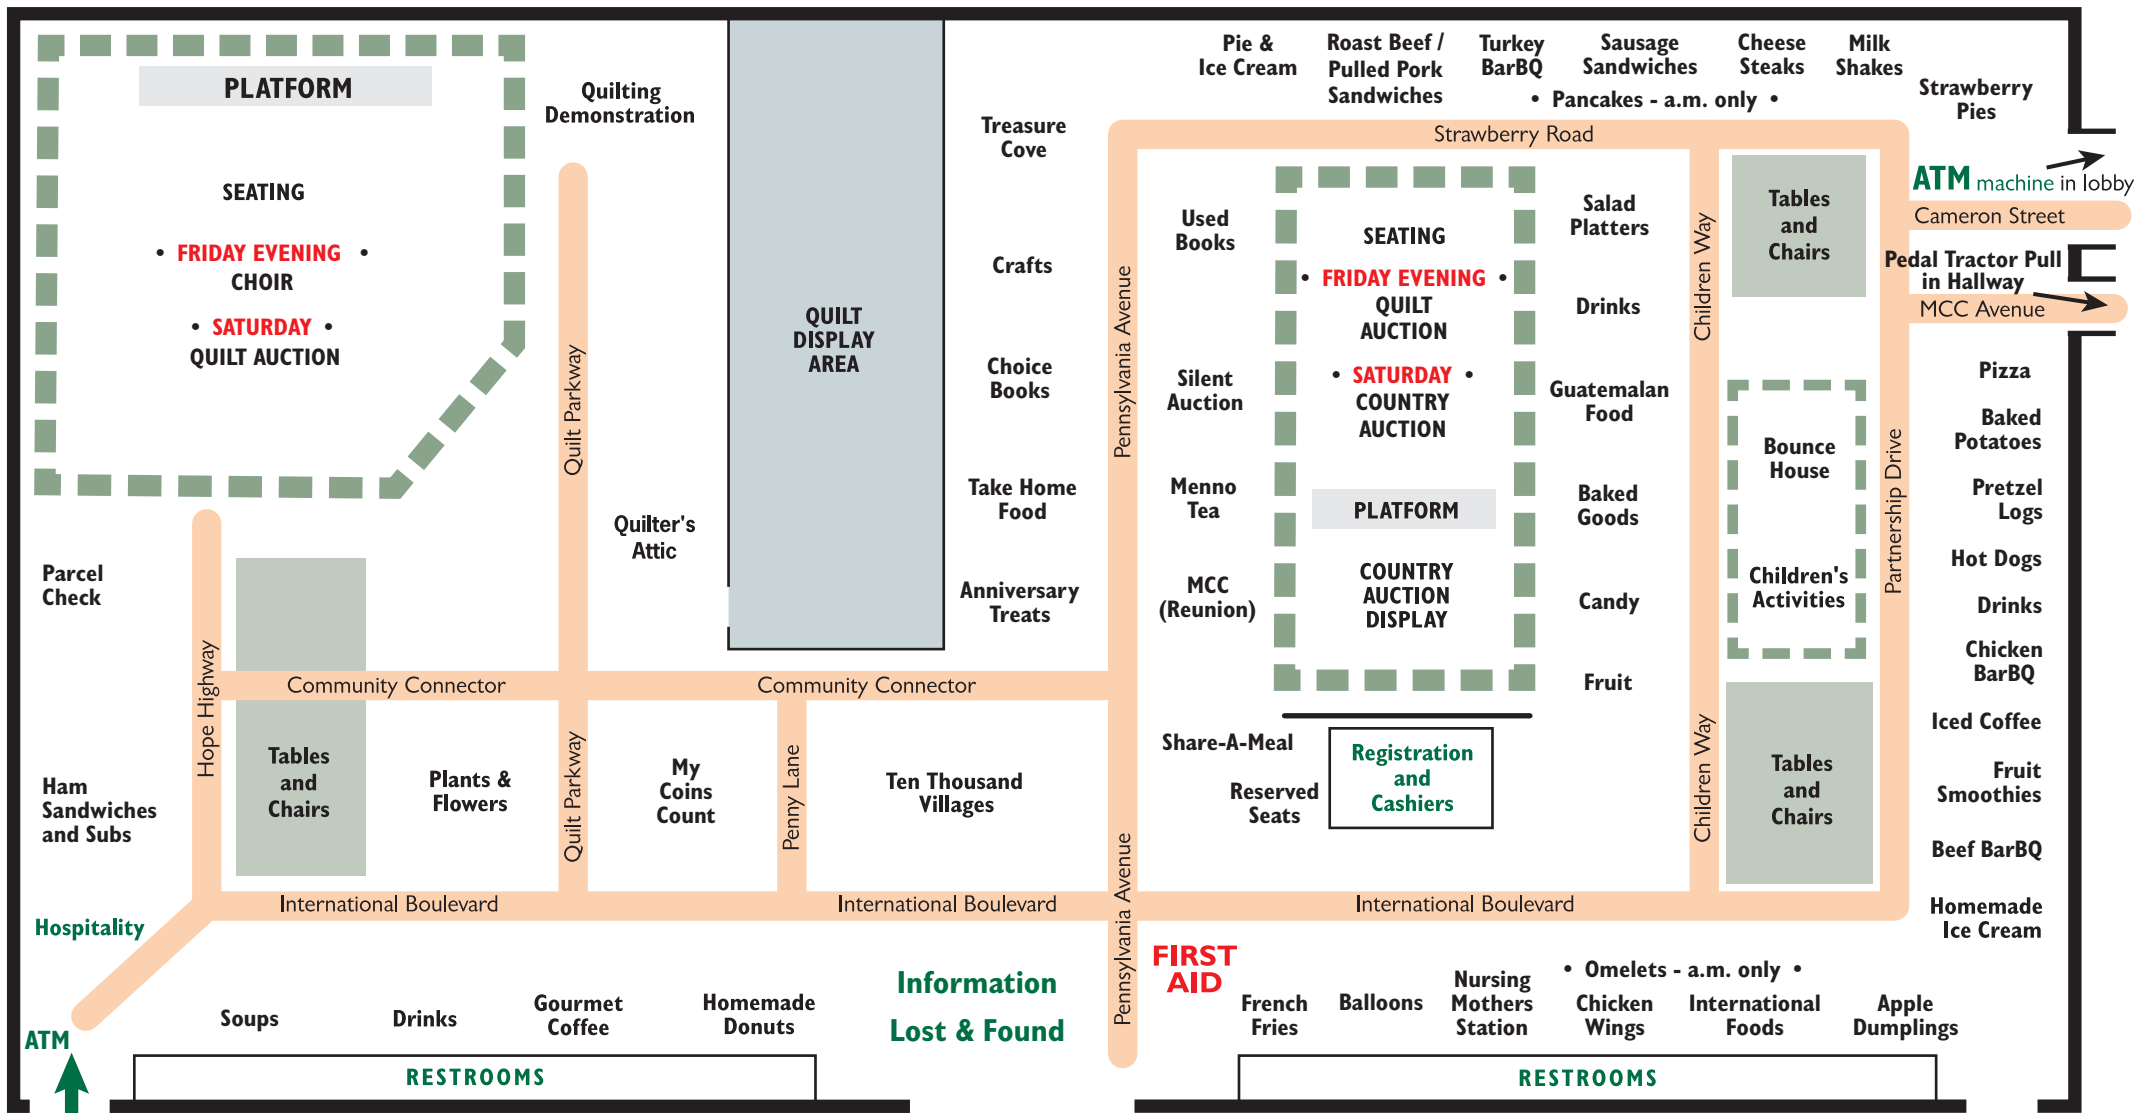 PLATFORM
SEATING
• FRIDAY EVENING •
CHOIR
• SATURDAY •
QUILT AUCTION
Quilting
Demonstration
Quilt Parkway
Quilter's
Attic
QUILT
DISPLAY
AREA
Treasure
Cove
Crafts
Choice
Books
Take Home
Food
Anniversary
Treats
Pie &
Ice Cream
Roast Beef /
Pulled Pork
Sandwiches
Turkey
BarBQ
Sausage
Sandwiches
Cheese
Steaks
Milk
Shakes
• Pancakes - a.m. only •
Strawberry
Pies
Strawberry Road
ATM machine in lobby
Cameron Street
Pedal Tractor Pull
in Hallway
MCC Avenue
Pennsylvania Avenue
Used
Books
Silent
Auction
Menno
Tea
MCC
(Reunion)
Share-A-Meal
Reserved
Seats
SEATING
• FRIDAY EVENING •
QUILT
AUCTION
• SATURDAY •
COUNTRY
AUCTION
PLATFORM
COUNTRY
AUCTION
DISPLAY
Registration
and
Cashiers
Salad
Platters
Drinks
Guatemalan
Food
Baked
Goods
Candy
Fruit
Children Way
Children Way
Tables
and
Chairs
Bounce
House
Children's
Activities
Tables
and
Chairs
Partnership Drive
Pizza
Baked
Potatoes
Pretzel
Logs
Hot Dogs
Drinks
Chicken
BarBQ
Iced Coffee
Fruit
Smoothies
Beef BarBQ
Homemade
Ice Cream
Parcel
Check
Ham
Sandwiches
and Subs
Hope Highway
Community Connector
Community Connector
Tables
and
Chairs
Plants &
Flowers
Quilt Parkway
My
Coins
Count
Penny Lane
Ten Thousand
Villages
Pennsylvania Avenue
International Boulevard
International Boulevard
International Boulevard
Hospitality
ATM
Soups
Drinks
Gourmet
Coffee
Homemade
Donuts
Information
Lost & Found
FIRST
AID
French
Fries
Balloons
Nursing
Mothers
Station
• Omelets - a.m. only •
Chicken
Wings
International
Foods
Apple
Dumplings
RESTROOMS
RESTROOMS